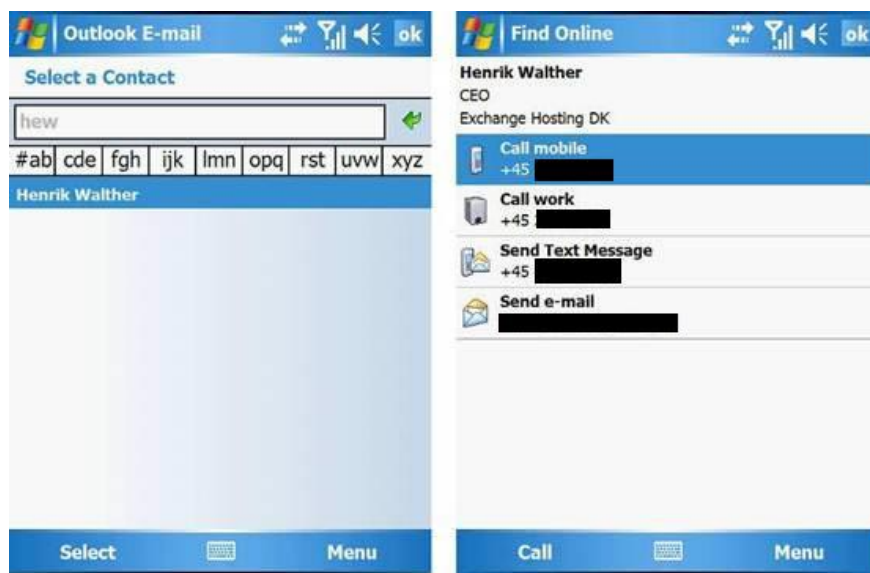 Outlook E-mail
ok
Select a Contact
hew
#ab cde fgh ijk lmn opq rst uvw xyz
Henrik Walther
Select
Menu
Find Online
ok
Henrik Walther
CEO
Exchange Hosting DK
Call mobile
+45
Call work
+45
Send Text Message
+45
Send e-mail
Call
Menu